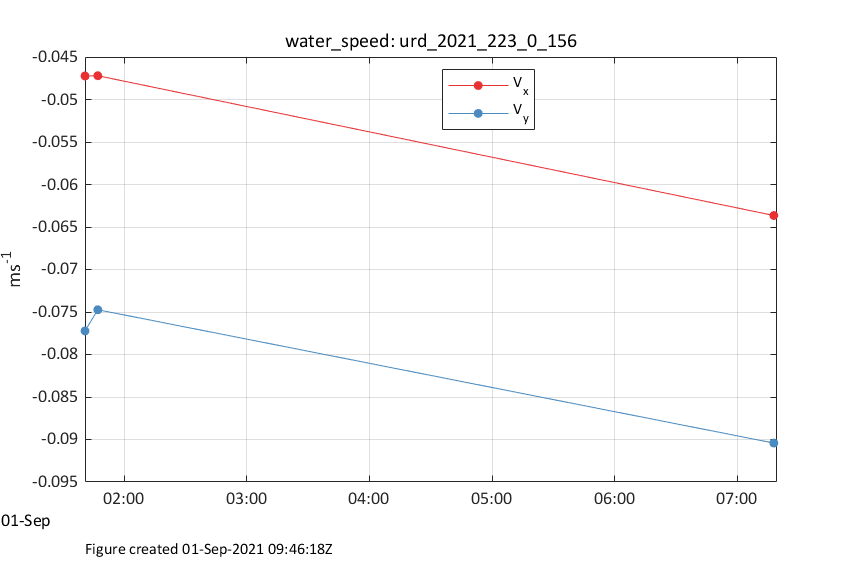 water_speed: urd_2021_223_0_156
V_x
V_y
ms^-1
-0.045
-0.05
-0.055
-0.06
-0.065
-0.07
-0.075
-0.08
-0.085
-0.09
-0.095
02:00 03:00 04:00 05:00 06:00 07:00
01-Sep
Figure created 01-Sep-2021 09:46:18Z